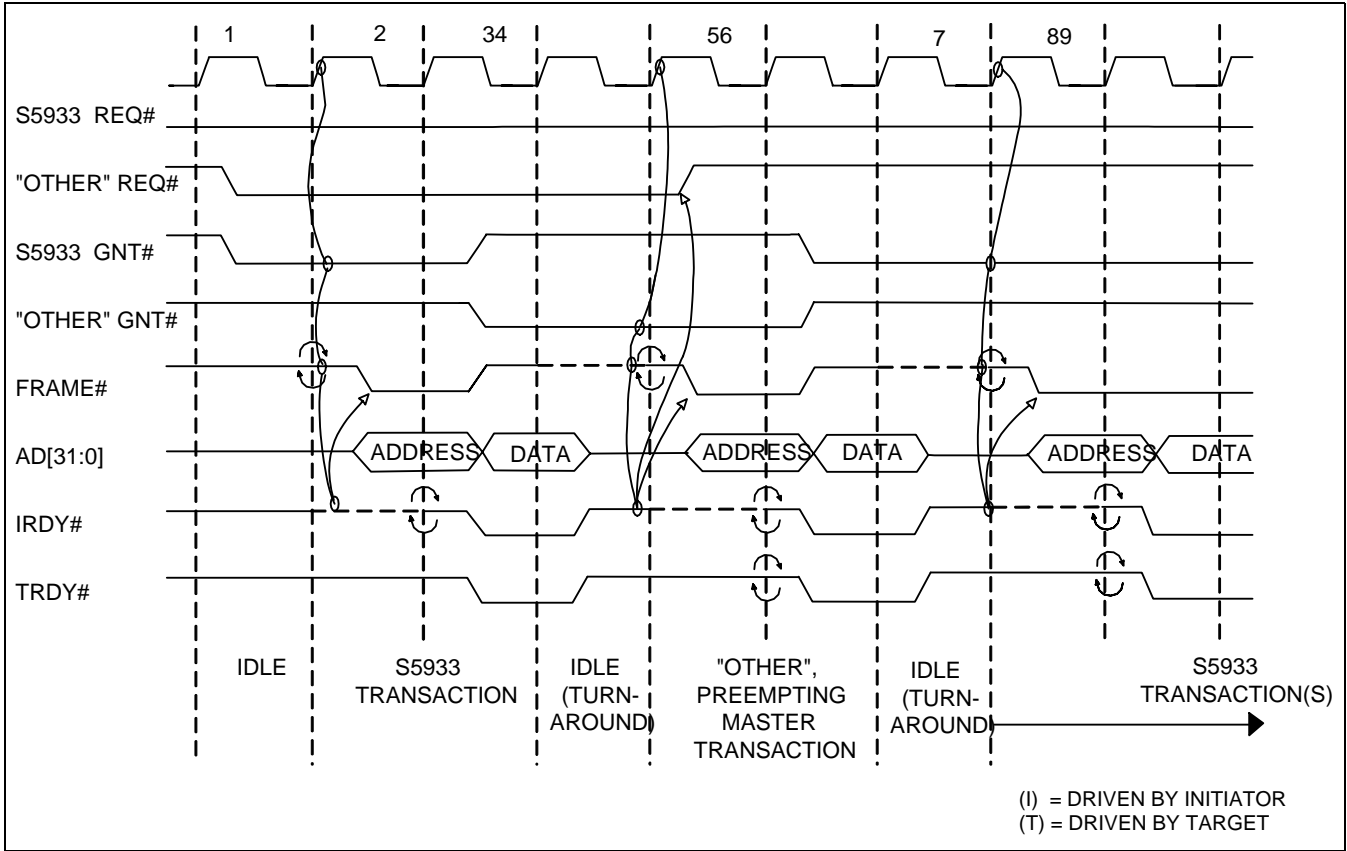 1 2 34 56 7 89
S5933 REQ#
"OTHER" REQ#
S5933 GNT#
"OTHER" GNT#
FRAME#
AD[31:0] ADDRESS DATA ADDRESS DATA ADDRESS DATA
IRDY#
TRDY#
IDLE
S5933
TRANSACTION
IDLE
(TURN-
AROUND)
"OTHER",
PREEMPTING
MASTER
TRANSACTION
IDLE
(TURN-
AROUND)
S5933
TRANSACTION(S)
(I) = DRIVEN BY INITIATOR
(T) = DRIVEN BY TARGET